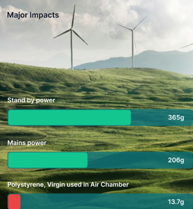 Major Impacts
Stand by power
365g
Mains power
206g
Polystyrene, Virgin used in Air Chamber
13.7g